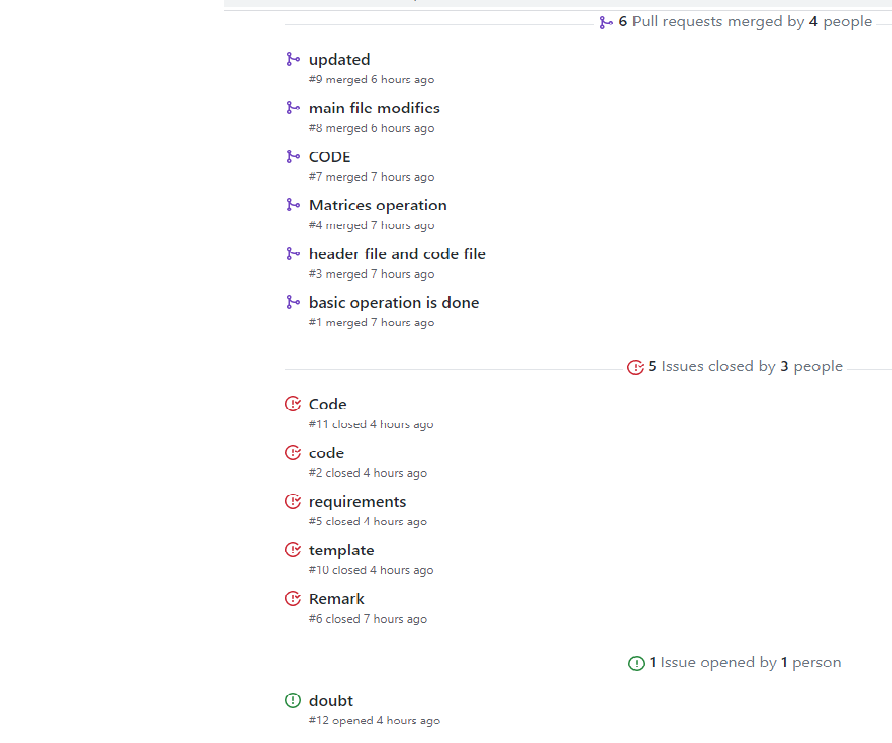 6 Pull requests merged by 4 people
updated
#9 merged 6 hours ago
main file modifies
#8 merged 6 hours ago
CODE
#7 merged 7 hours ago
Matrices operation
#4 merged 7 hours ago
header file and code file
#3 merged 7 hours ago
basic operation is done
#1 merged 7 hours ago
5 Issues closed by 3 people
Code
#11 closed 4 hours ago
code
#2 closed 4 hours ago
requirements
#5 closed 4 hours ago
template
#10 closed 4 hours ago
Remark
#6 closed 7 hours ago
1 Issue opened by 1 person
doubt
#12 opened 4 hours ago